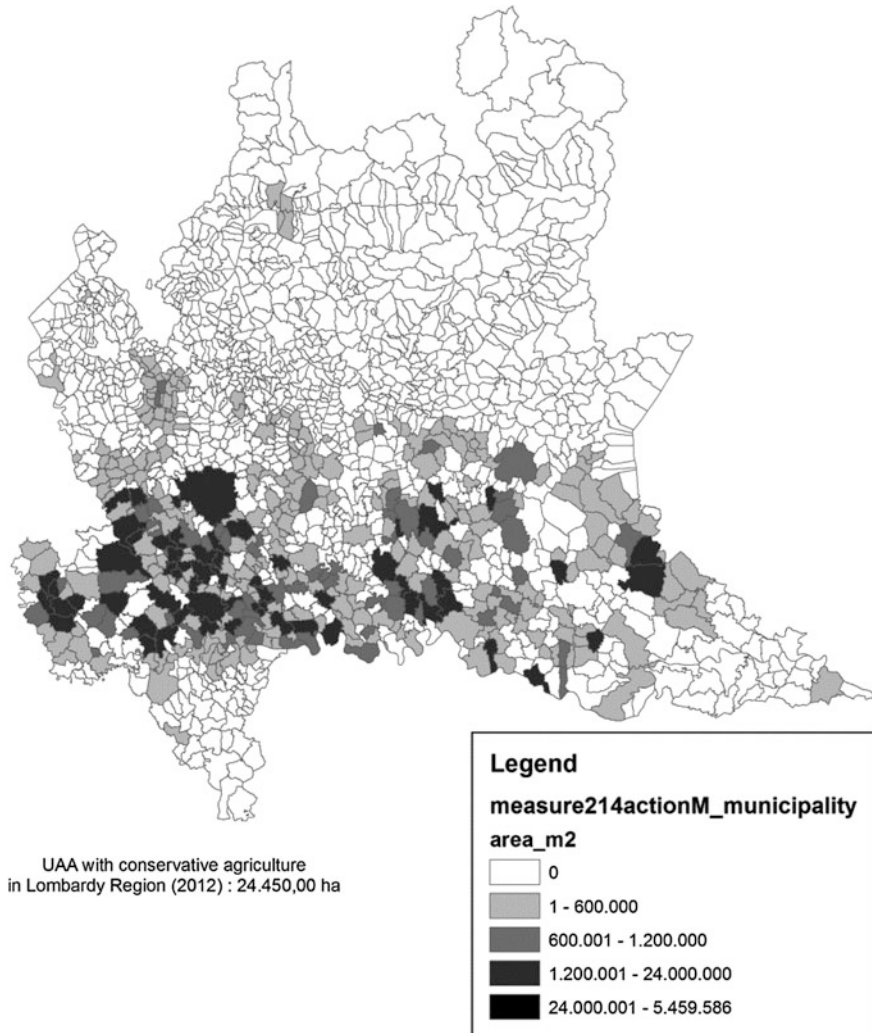 UAA with conservative agriculture
in Lombardy Region (2012) : 24.450,00 ha
Legend
measure214actionM_municipality
area_m2
0
1 - 600.000
600.001 - 1.200.000
1.200.001 - 24.000.000
24.000.001 - 5.459.586